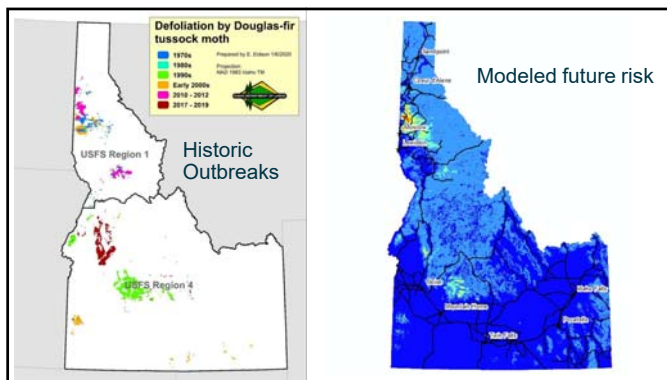 Defoliation by Douglas-fir
tussock moth
1970s
1980s
1990s
Early 2000s
2010 - 2012
2017 - 2019
Prepared by E. Eidson 1/6/2020
Projection:
NAD 1983 Idaho TM
USFS Region 1
Historic
Outbreaks
USFS Region 4
Modeled future risk
Sandpoint
Coeur d'Alene
Moscow
Lewiston
Boise
Mountain Home
Twin Falls
Idaho Falls
Pocatello